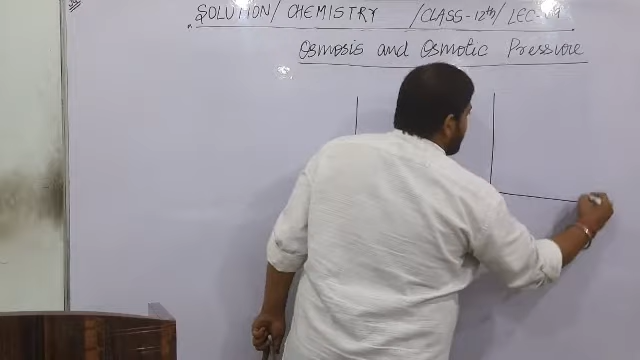 SOLUTION/ CHEMISTRY /CLASS-12th/ LEC-
Osmosis and Osmotic Pressure